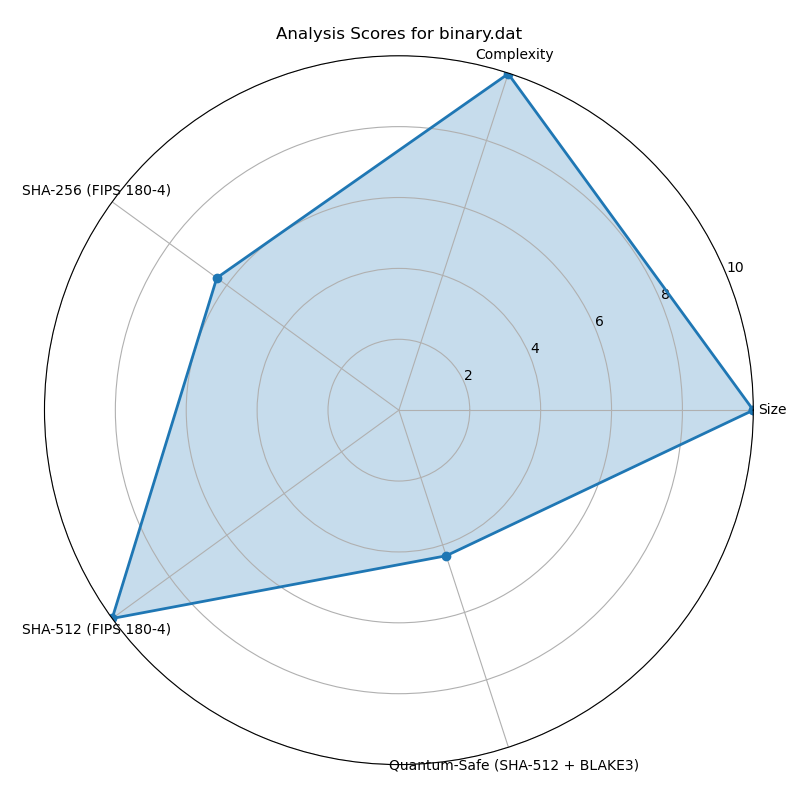 Analysis Scores for binary.dat
Complexity
SHA-256 (FIPS 180-4)
10
8
6
4
2
Size
SHA-512 (FIPS 180-4)
Quantum-Safe (SHA-512 + BLAKE3)